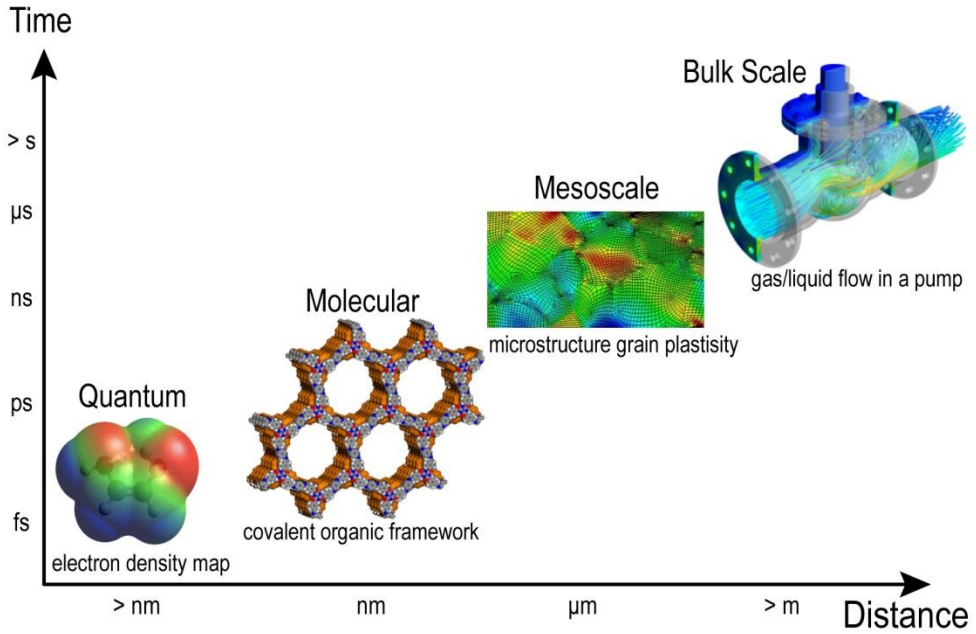 Time
Bulk Scale
> s
Mesoscale
μs
gas/liquid flow in a pump
ns
Molecular
microstructure grain plastisity
Quantum
ps
fs
covalent organic framework
electron density map
> nm
nm
μm
> m
Distance